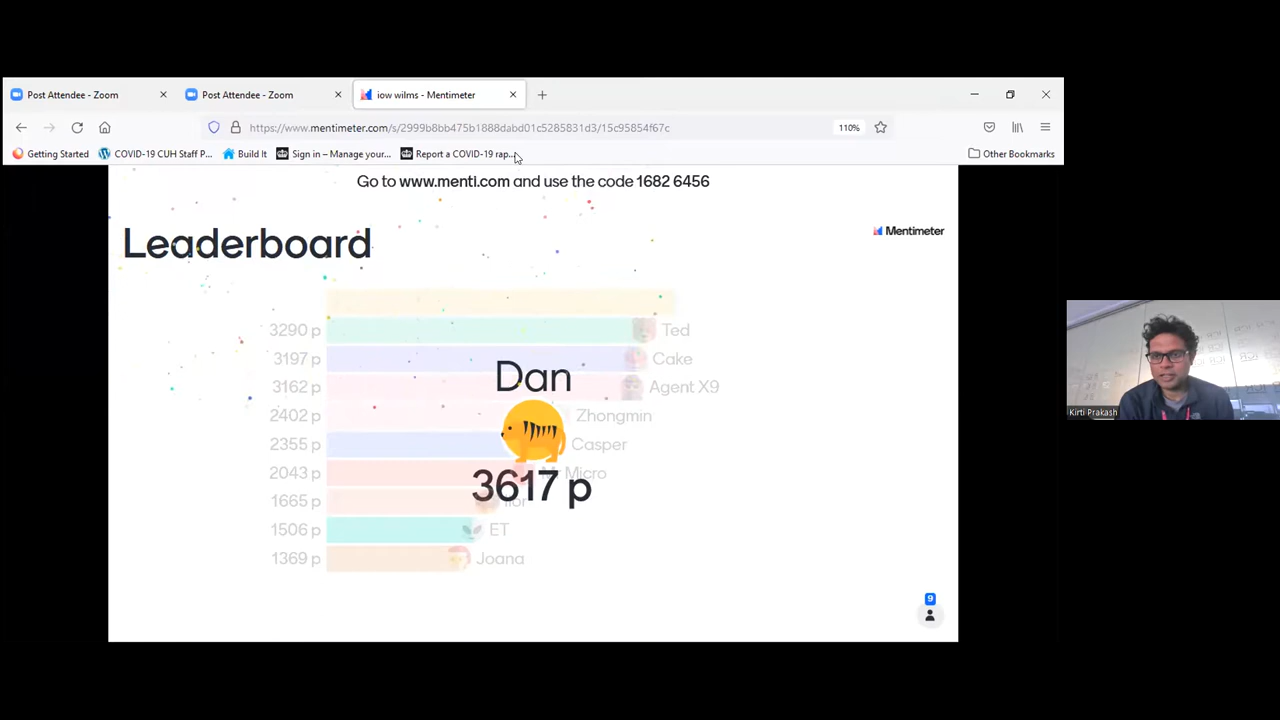 Post Attendee - Zoom
Post Attendee - Zoom
iow wilms - Mentimeter
https://www.mentimeter.com/s/2999b8bb475b1888dabd01c5285831d3/15c95854f67c
110%
Getting Started
COVID-19 CUH Staff P...
Build It
Sign in – Manage your...
Report a COVID-19 rap...
Other Bookmarks
Go to www.menti.com and use the code 1682 6456
Leaderboard
Mentimeter
3290 p Ted
3197 p Cake
3162 p Agent X9
Dan
2402 p Zhongmin
2355 p Casper
2043 p Mr Micro
3617 p
1665 p
1506 p ET
1369 p Joana
9
Kirti Prakash